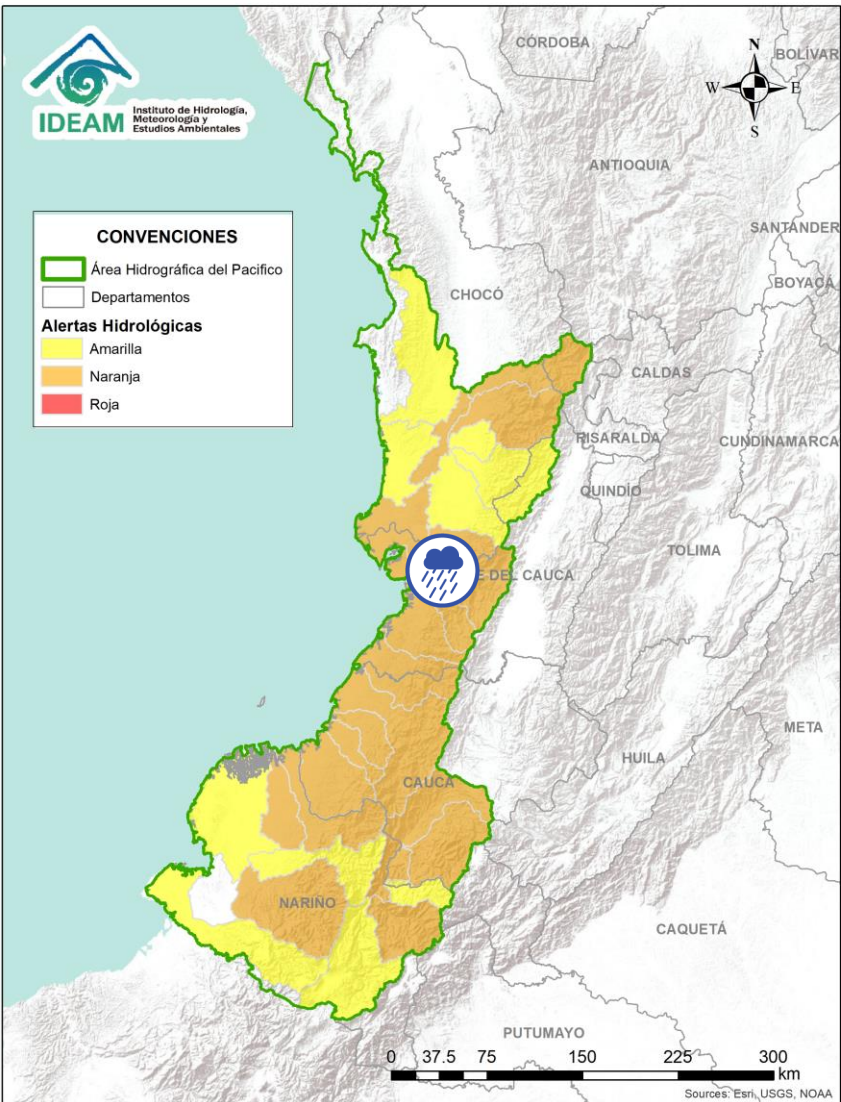 IDEAM
Instituto de Hidrología,
Meteorología y
Estudios Ambientales
N
W
E
S
CÓRDOBA
BOLÍVAR
ANTIOQUIA
SANTANDER
BOYACÁ
CHOCÓ
CALDAS
RISARALDA
CUNDINAMARCA
QUINDÍO
TOLIMA
E DEL CAUCA
META
HUILA
CAUCA
NARIÑO
CAQUETÁ
PUTUMAYO
CONVENCIONES
Área Hidrográfica del Pacifico
Departamentos
Alertas Hidrológicas
Amarilla
Naranja
Roja
0 37.5 75 150 225 300
km
Sources: Esri, USGS, NOAA